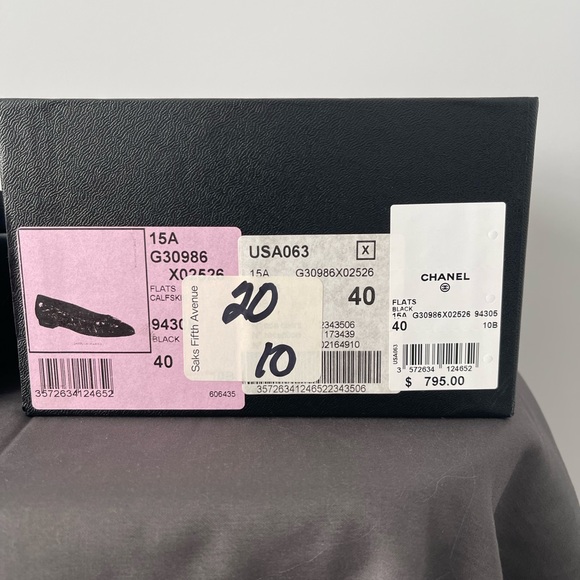 15A
G30986
X02526
FLATS
CALFSKI
9430
BLACK
40
3572634124652
606435
Saks Fifth Avenue
20
10
USA063
X
15A G30986X02526
40
22343506
173439
02164910
35726341246522343506
CHANEL
FLATS
BLACK
15A G30986X02526 94305
40
10B
USA063
3 572634 124652
$ 795.00